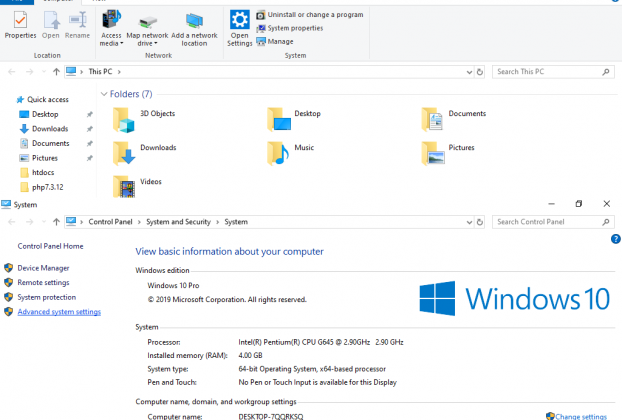 Properties Open Rename Access media Map network drive Add a network location Open Settings Uninstall or change a program
System properties
Manage
Location Network System
This PC Search This PC
Quick access
Desktop
Downloads
Documents
Pictures
htdocs
php7.3.12
Folders (7)
3D Objects Desktop Documents
Downloads Music Pictures
Videos
System
Control Panel System and Security System Search Control Panel
Control Panel Home
Device Manager
Remote settings
System protection
Advanced system settings
View basic information about your computer
Windows edition
Windows 10 Pro
© 2019 Microsoft Corporation. All rights reserved.
Windows 10
System
Processor: Intel(R) Pentium(R) CPU G645 @ 2.90GHz 2.90 GHz
Installed memory (RAM): 4.00 GB
System type: 64-bit Operating System, x64-based processor
Pen and Touch: No Pen or Touch Input is available for this Display
Computer name, domain, and workgroup settings
Computer name: DESKTOP-7QQRKSQ Change settings